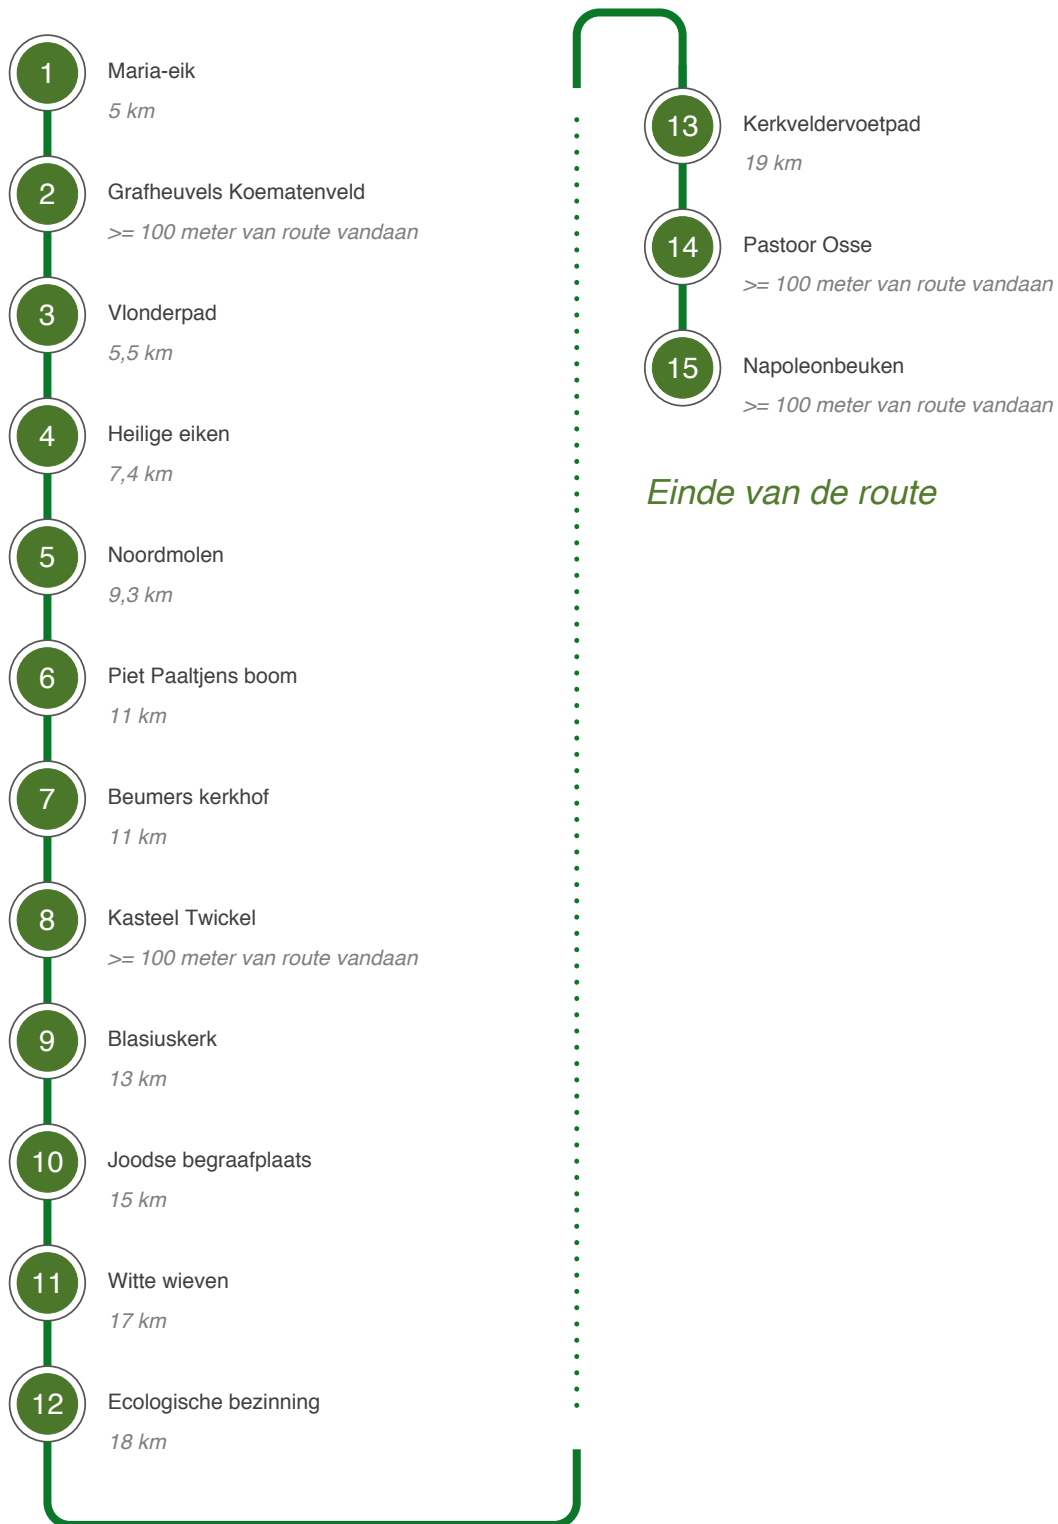 1
Maria-eik
5 km
2
Grafheuvels Koematenveld
>= 100 meter van route vandaan
3
Vlonderpad
5,5 km
4
Heilige eiken
7,4 km
5
Noordmolen
9,3 km
6
Piet Paaltjens boom
11 km
7
Beumers kerkhof
11 km
8
Kasteel Twickel
>= 100 meter van route vandaan
9
Blasiuskerk
13 km
10
Joodse begraafplaats
15 km
11
Witte wieven
17 km
12
Ecologische bezinning
18 km
13
Kerkveldervoetpad
19 km
14
Pastoor Osse
>= 100 meter van route vandaan
15
Napoleonbeuken
>= 100 meter van route vandaan
Einde van de route